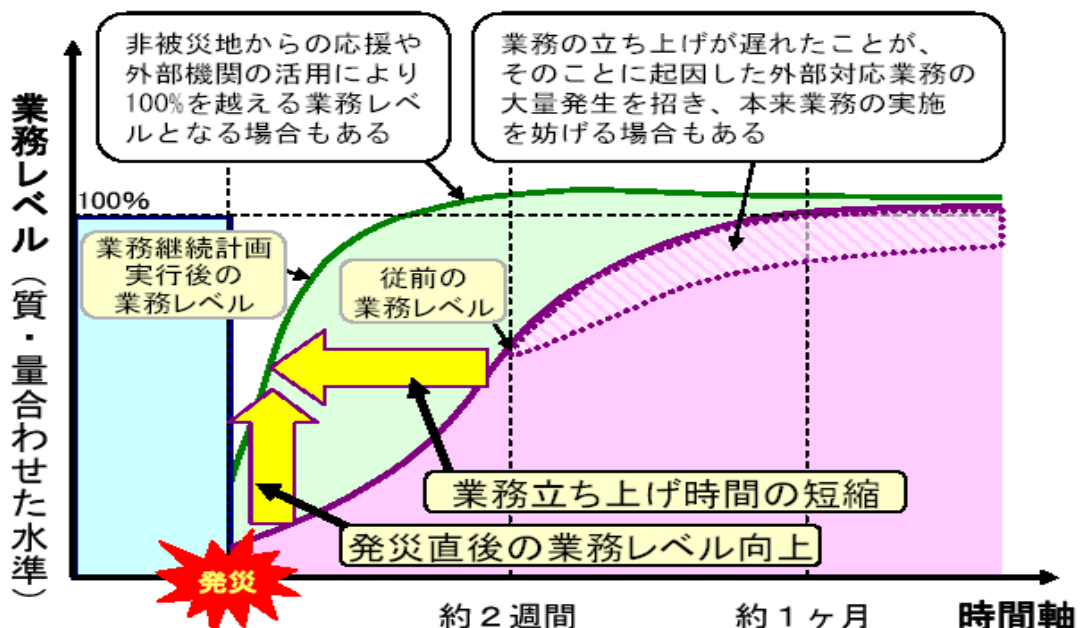 非被災地からの応援や
外部機関の活用により
100%を越える業務レベ
ルとなる場合もある
業務の立ち上げが遅れたことが、
そのことに起因した外部対応業務の
大量発生を招き、本来業務の実施
を妨げる場合もある
業務レベル（質・量合わせた水準）
100%
業務継続計画
実行後の
業務レベル
従前の
業務レベル
業務立ち上げ時間の短縮
発災直後の業務レベル向上
発災
約２週間
約１ヶ月
時間軸